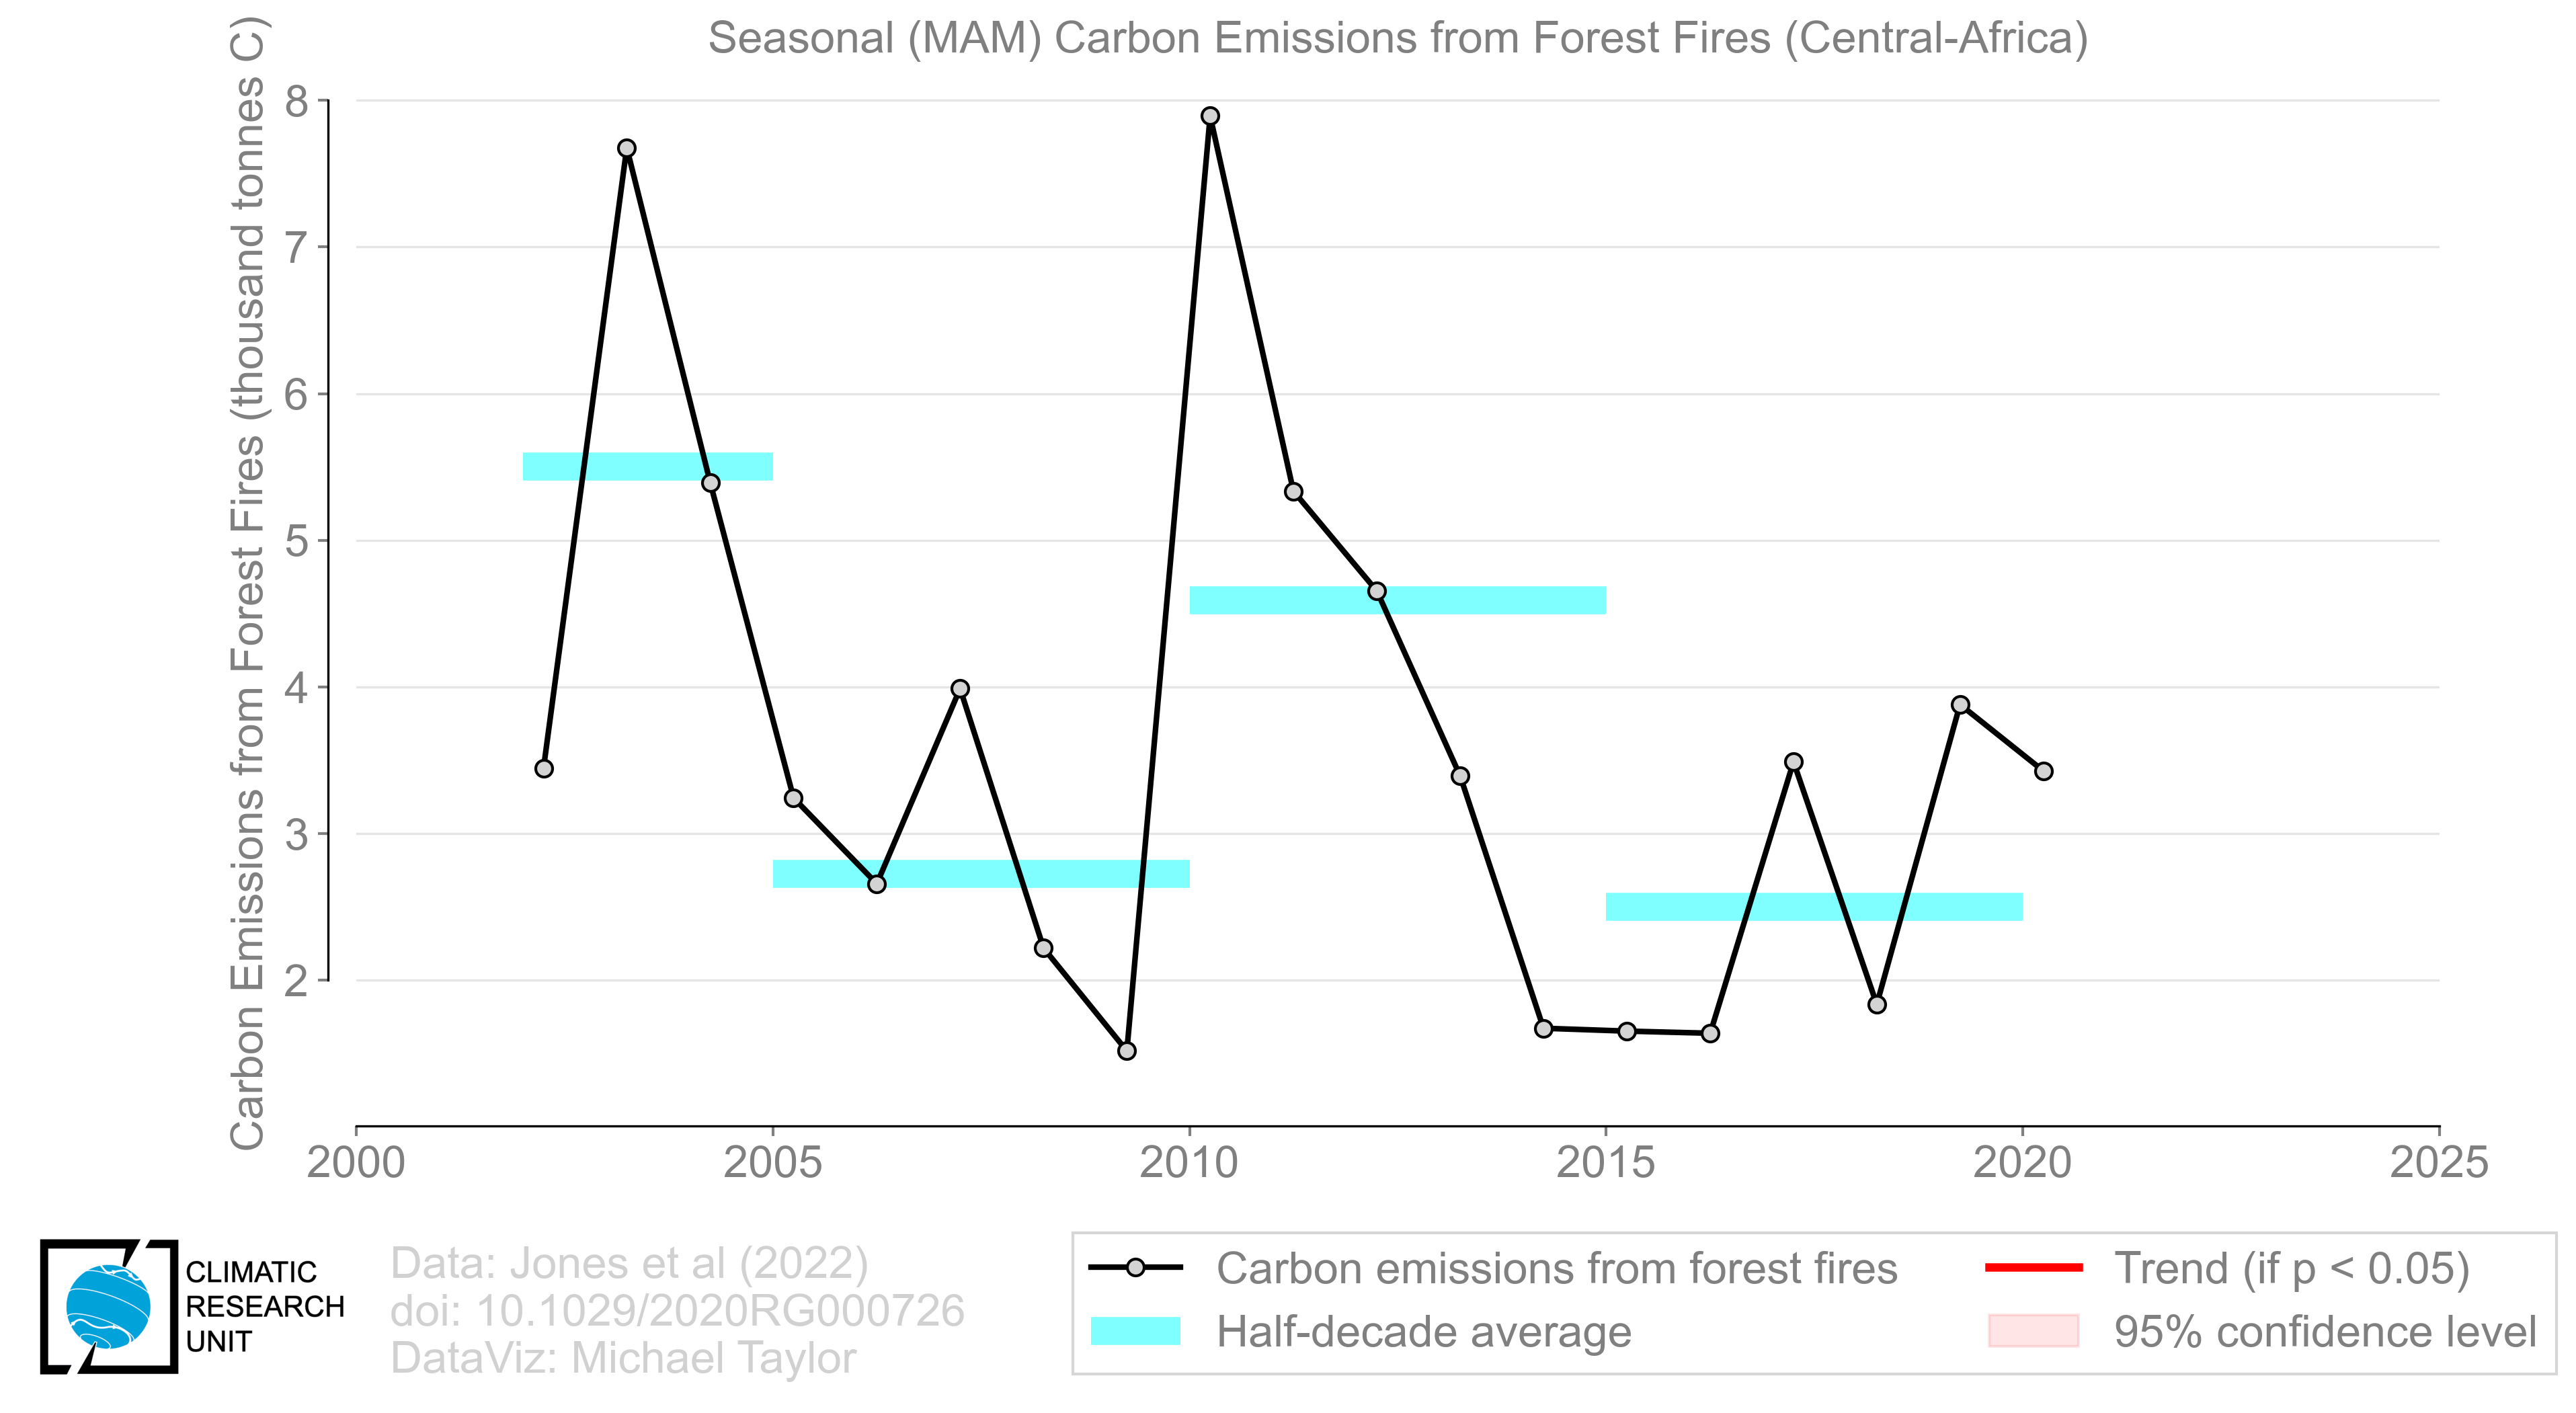 Seasonal (MAM) Carbon Emissions from Forest Fires (Central-Africa)
Carbon Emissions from Forest Fires (thousand tonnes C)
8
7
6
5
4
3
2
2000
2005
2010
2015
2020
2025
CLIMATIC
RESEARCH
UNIT
Data: Jones et al (2022)
doi: 10.1029/2020RG000726
DataViz: Michael Taylor
Carbon emissions from forest fires
Half-decade average
Trend (if p < 0.05)
95% confidence level